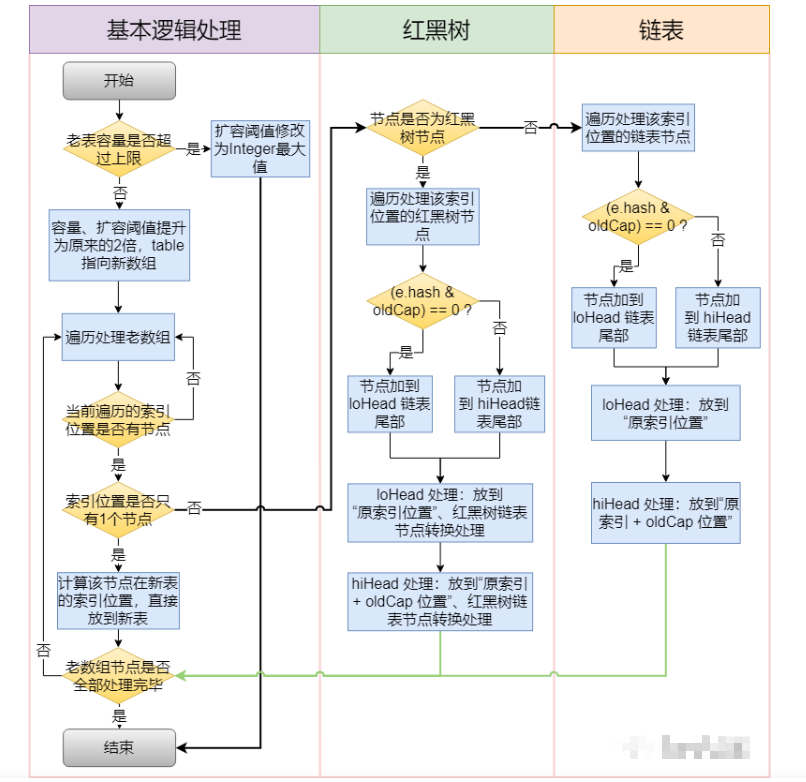 基本逻辑处理
红黑树
链表
开始
老表容量是否超
过上限
是
扩容阈值修改
为Integer最大
值
否
容量、扩容阈值提升
为原来的2倍，table
指向新数组
遍历处理老数组
否
当前遍历的索引
位置是否有节点
是
索引位置是否只
有1个节点
否
是
计算该节点在新表
的索引位置，直接
放到新表
否
老数组节点是否
全部处理完毕
是
结束
节点是否为红黑
树节点
否
是
遍历处理该索引
位置的红黑树节
点
(e.hash &
oldCap) == 0 ?
否
是
节点加到
loHead 链表
尾部
节点加
到 hiHead链
表尾部
loHead 处理：放到
“原索引位置”、红黑树链表
节点转换处理
hiHead 处理：放到“原索引
+ oldCap 位置”、红黑树链
表节点转换处理
遍历处理该索引
位置的链表节点
(e.hash &
oldCap) == 0 ?
否
是
节点加到
loHead 链表
尾部
节点加
到 hiHead
链表尾部
loHead 处理：放到
“原索引位置”
hiHead 处理：放到“原
索引 + oldCap 位置”